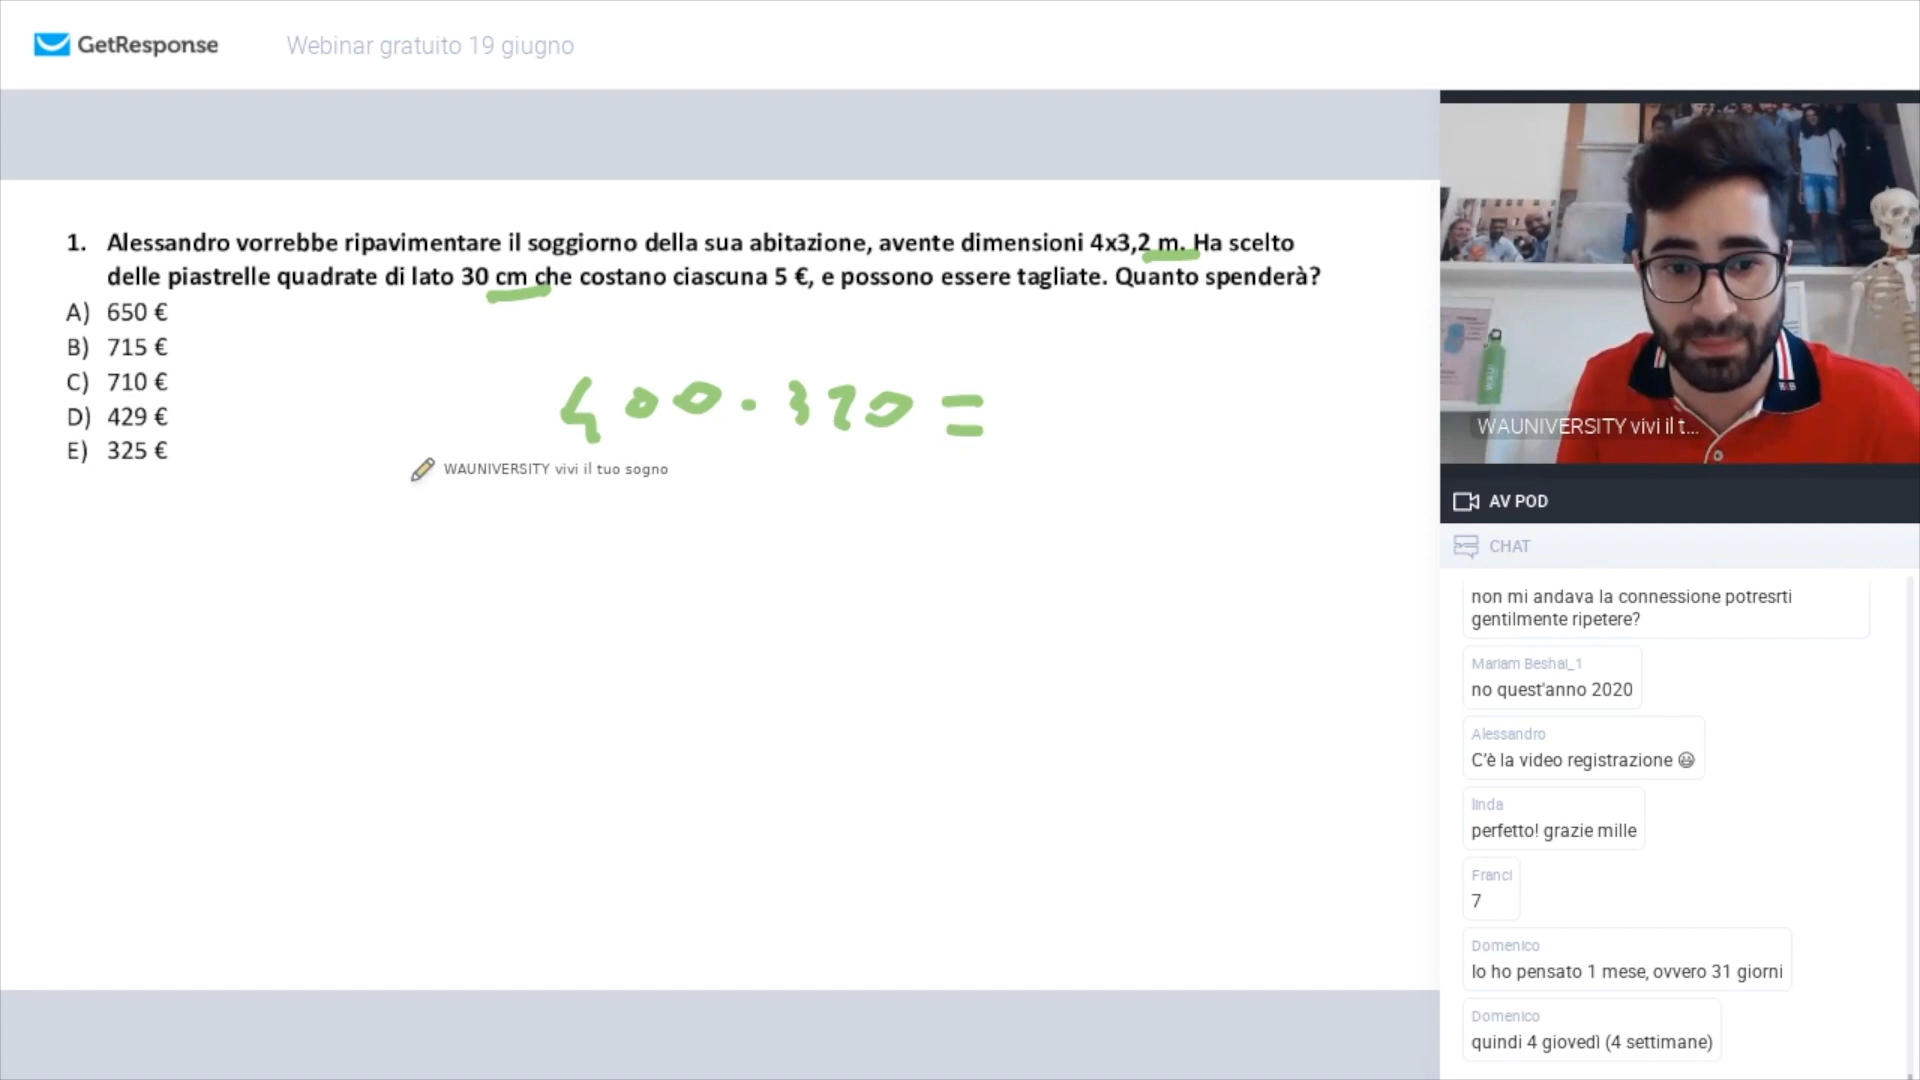 GetResponse
Webinar gratuito 19 giugno
1. Alessandro vorrebbe ripavimentare il soggiorno della sua abitazione, avente dimensioni 4x3,2 m. Ha scelto
delle piastrelle quadrate di lato 30 cm che costano ciascuna 5 €, e possono essere tagliate. Quanto spenderà?
A) 650 €
B) 715 €
C) 710 €
D) 429 €
E) 325 €
400 · 320 =
WAUNIVERSITY vivi il tuo sogno
WAUNIVERSITY vivi il t...
AV POD
CHAT
non mi andava la connessione potresrti
gentilmente ripetere?
Mariam Beshai_1
no quest'anno 2020
Alessandro
C'è la video registrazione 😃
linda
perfetto! grazie mille
Franci
7
Domenico
Io ho pensato 1 mese, ovvero 31 giorni
Domenico
quindi 4 giovedì (4 settimane)